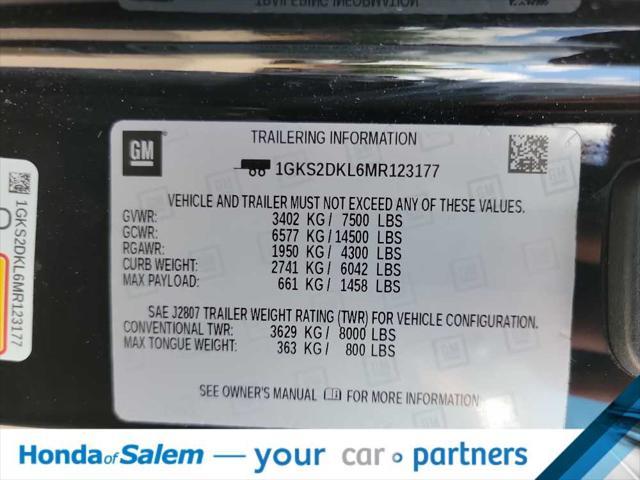 GM
TRAILERING INFORMATION
1GKS2DKL6MR123177
VEHICLE AND TRAILER MUST NOT EXCEED ANY OF THESE VALUES.
GVWR: 3402 KG / 7500 LBS
GCWR: 6577 KG / 14500 LBS
RGAWR: 1950 KG / 4300 LBS
CURB WEIGHT: 2741 KG / 6042 LBS
MAX PAYLOAD: 661 KG / 1458 LBS
SAE J2807 TRAILER WEIGHT RATING (TWR) FOR VEHICLE CONFIGURATION.
CONVENTIONAL TWR: 3629 KG / 8000 LBS
MAX TONGUE WEIGHT: 363 KG / 800 LBS
SEE OWNER'S MANUAL FOR MORE INFORMATION
1GKS2DKL6MR123177
Honda of Salem — your car partners